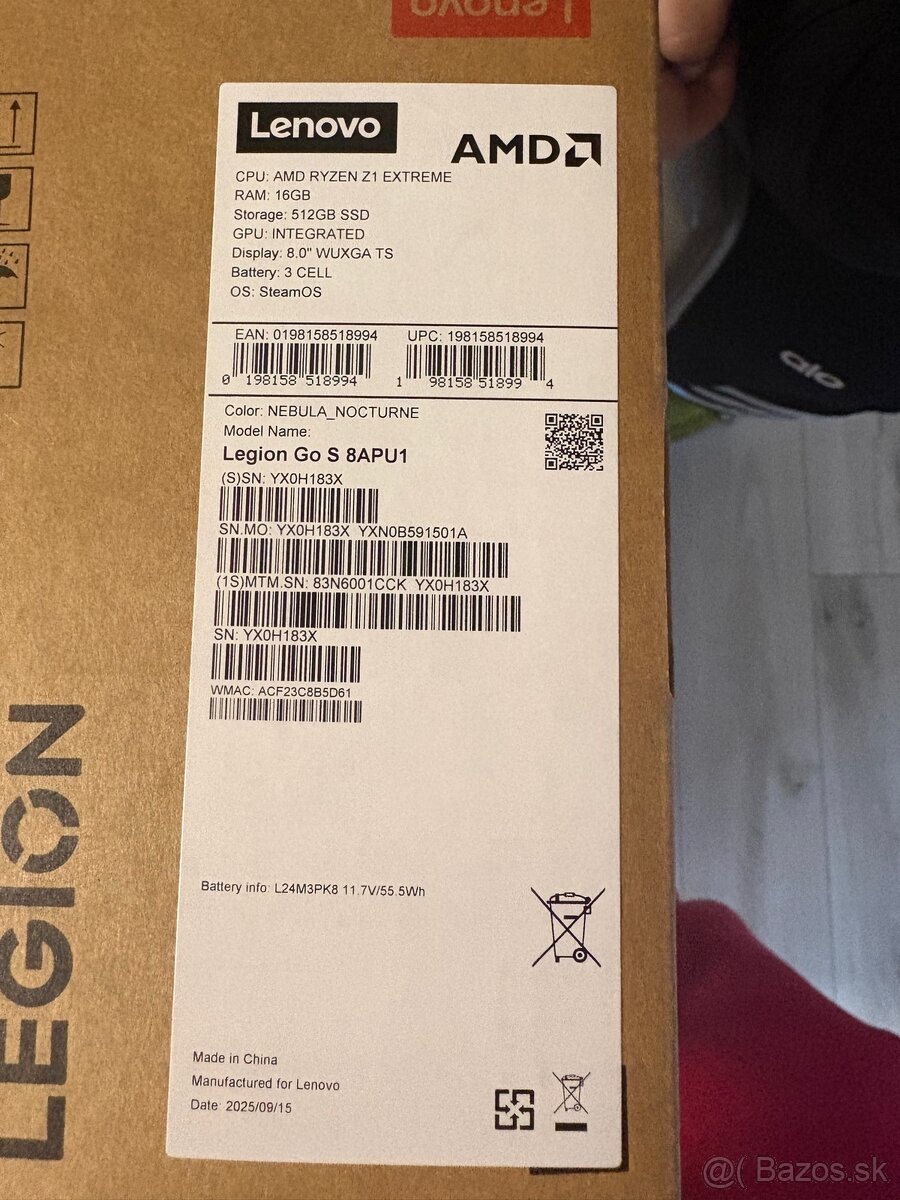 Lenovo
Lenovo
AMD
CPU: AMD RYZEN Z1 EXTREME
RAM: 16GB
Storage: 512GB SSD
GPU: INTEGRATED
Display: 8.0" WUXGA TS
Battery: 3 CELL
OS: SteamOS
EAN: 0198158518994 UPC: 198158518994
0 198158 518994 1 98158 51899 4
Color: NEBULA_NOCTURNE
Model Name:
Legion Go S 8APU1
(S)SN: YX0H183X
SN.MO: YX0H183X YXN0B591501A
(1S)MTM.SN: 83N6001CCK YX0H183X
SN: YX0H183X
WMAC: ACF23C8B5D61
LEGION
Battery info: L24M3PK8 11.7V/55.5Wh
Made in China
Manufactured for Lenovo
Date: 2025/09/15
@( Bazos.sk